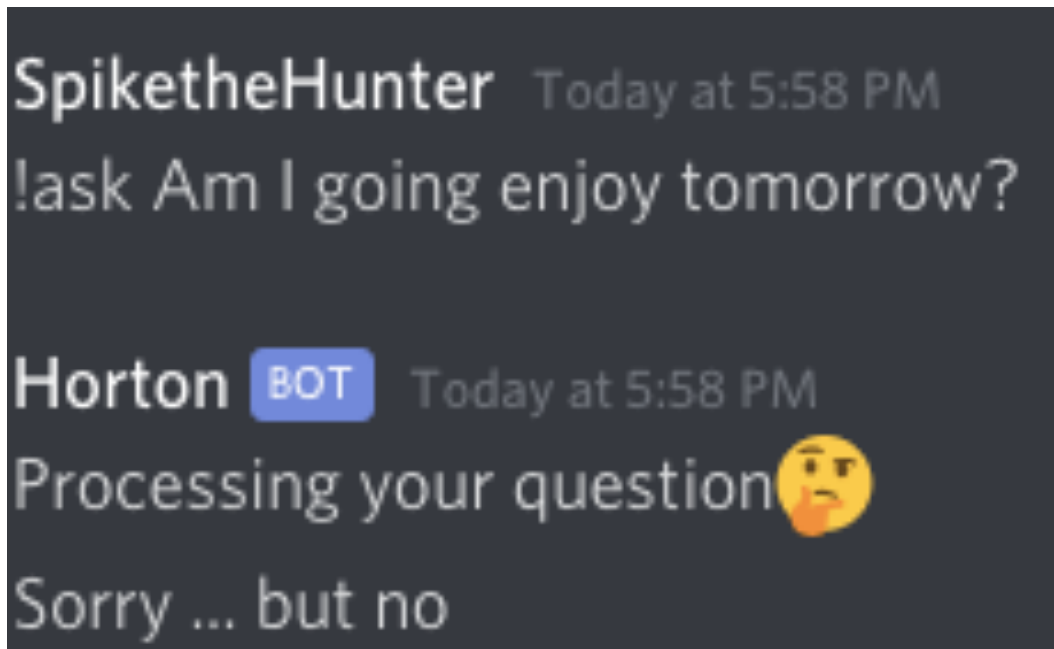 SpiketheHunter Today at 5:58 PM
!ask Am I going enjoy tomorrow?
Horton BOT Today at 5:58 PM
Processing your question🤔
Sorry ... but no